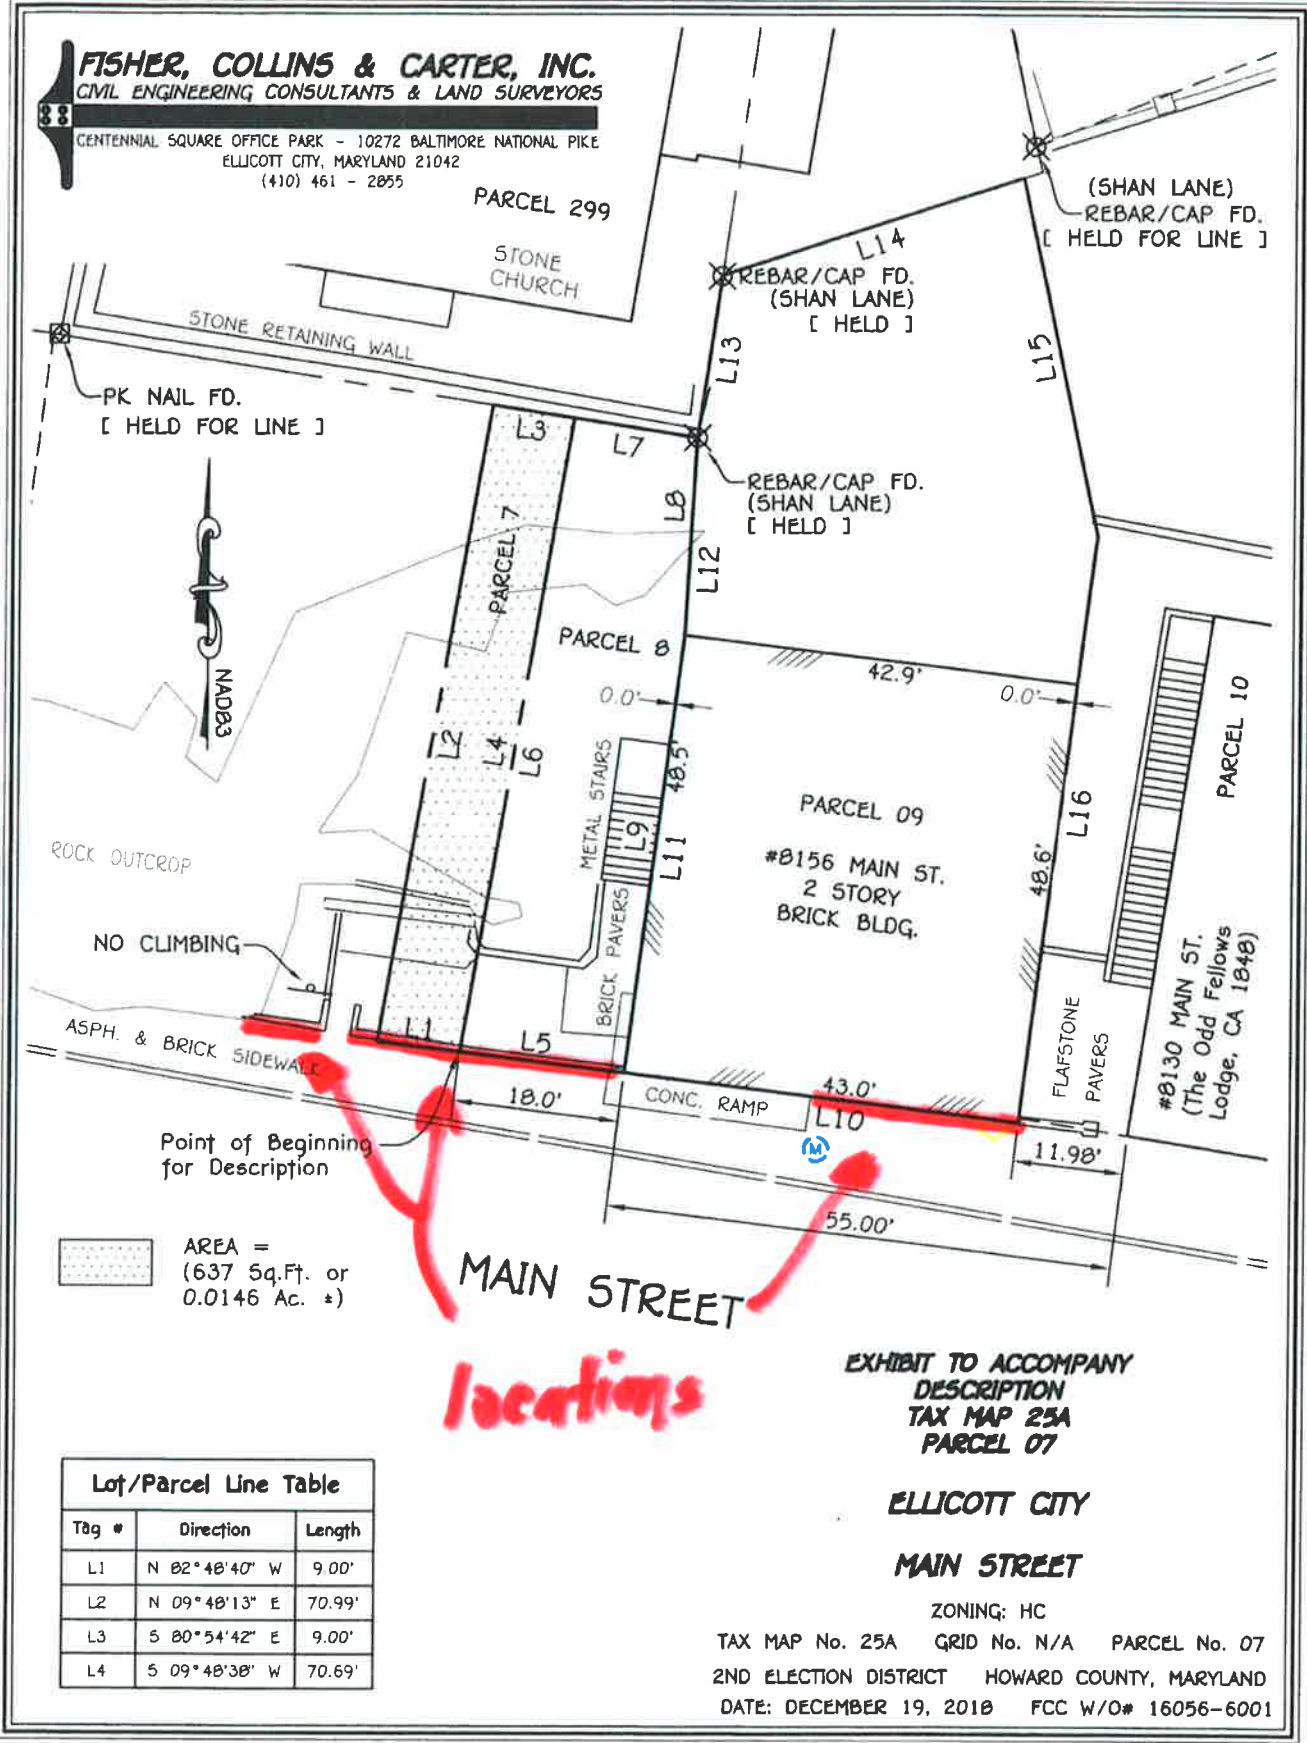 FISHER, COLLINS & CARTER, INC.
CIVIL ENGINEERING CONSULTANTS & LAND SURVEYORS
CENTENNIAL SQUARE OFFICE PARK - 10272 BALTIMORE NATIONAL PIKE
ELLICOTT CITY, MARYLAND 21042
(410) 461 - 2855
PARCEL 299
STONE
CHURCH
STONE RETAINING WALL
(SHAN LANE)
REBAR/CAP FD.
[ HELD FOR LINE ]
L14
REBAR/CAP FD.
(SHAN LANE)
[ HELD ]
L13
L15
PK NAIL FD.
[ HELD FOR LINE ]
L3
L7
REBAR/CAP FD.
(SHAN LANE)
[ HELD ]
L8
L12
PARCEL 7
PARCEL 8
NAD83
0.0'
42.9'
0.0'
PARCEL 10
L2
L4
L6
METAL STAIRS
48.5'
L9
L11
PARCEL 09
#8156 MAIN ST.
2 STORY
BRICK BLDG.
L16
48.6'
ROCK OUTCROP
NO CLIMBING
BRICK PAVERS
FLAFSTONE
PAVERS
#8130 MAIN ST.
(The Odd Fellows
Lodge, CA 1848)
ASPH. & BRICK SIDEWALK
L1
L5
18.0'
CONC. RAMP
43.0'
L10
M
11.98'
55.00'
Point of Beginning
for Description
AREA =
(637 Sq.Ft. or
0.0146 Ac. ±)
MAIN STREET
locations
EXHIBIT TO ACCOMPANY
DESCRIPTION
TAX MAP 25A
PARCEL 07
ELLICOTT CITY
MAIN STREET
ZONING: HC
TAX MAP No. 25A GRID No. N/A PARCEL No. 07
2ND ELECTION DISTRICT HOWARD COUNTY, MARYLAND
DATE: DECEMBER 19, 2018 FCC W/O# 16056-6001
Lot/Parcel Line Table
Tag # Direction Length
L1 N 82°48'40" W 9.00'
L2 N 09°48'13" E 70.99'
L3 S 80°54'42" E 9.00'
L4 S 09°48'38" W 70.69'